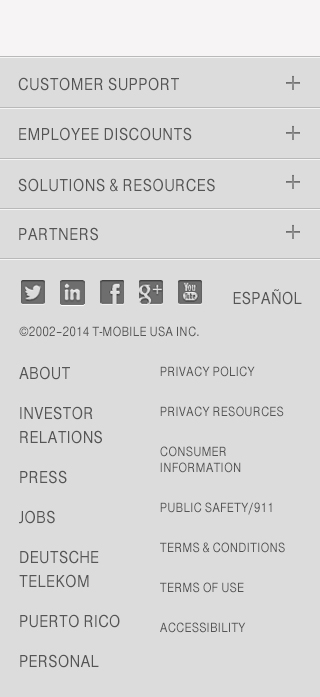 CUSTOMER SUPPORT
EMPLOYEE DISCOUNTS
SOLUTIONS & RESOURCES
PARTNERS
in f g+ You Tube
ESPAÑOL
©2002–2014 T-MOBILE USA INC.
ABOUT
INVESTOR
RELATIONS
PRESS
JOBS
DEUTSCHE
TELEKOM
PUERTO RICO
PERSONAL
PRIVACY POLICY
PRIVACY RESOURCES
CONSUMER
INFORMATION
PUBLIC SAFETY/911
TERMS & CONDITIONS
TERMS OF USE
ACCESSIBILITY